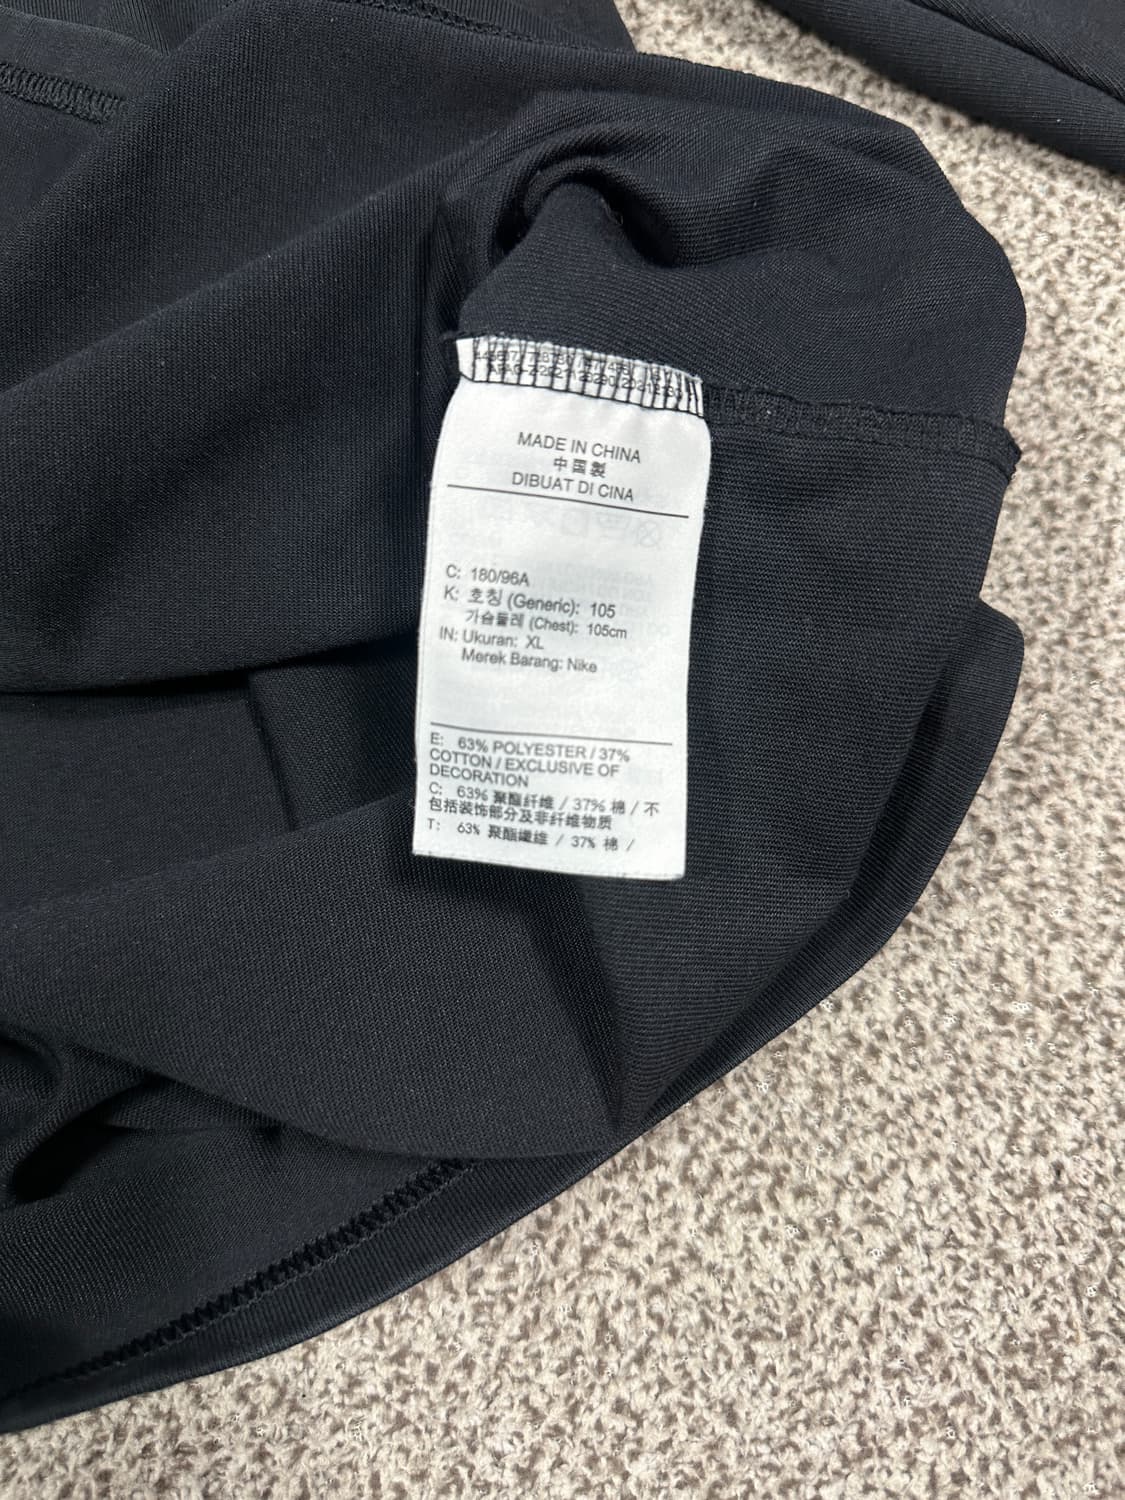 MADE IN CHINA
中国製
DIBUAT DI CINA
C: 180/96A
K: 호칭 (Generic): 105
가슴둘레 (Chest): 105cm
IN: Ukuran: XL
Merek Barang: Nike
E: 63% POLYESTER / 37%
COTTON / EXCLUSIVE OF
DECORATION
C: 63% 聚酯纤维 / 37% 棉 / 不
包括装饰部分及非纤维物质
T: 63% 聚酯纖維 / 37% 棉 /